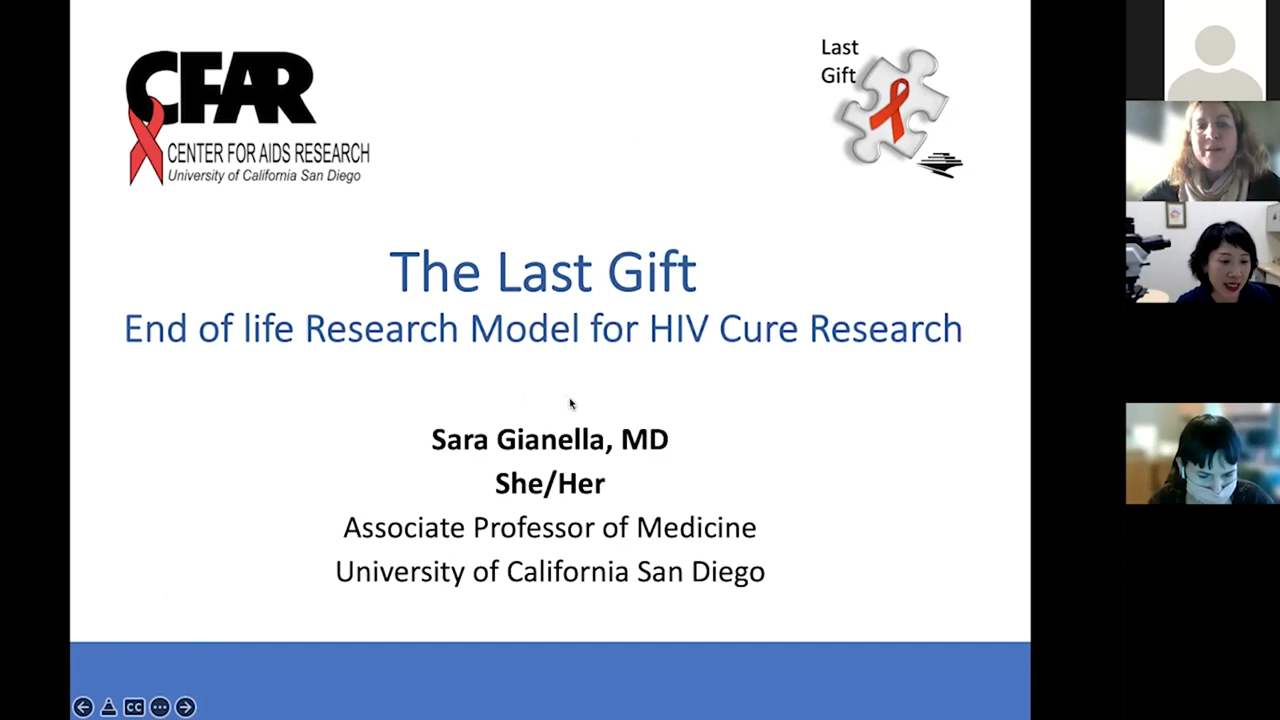 CFAR
CENTER FOR AIDS RESEARCH
University of California San Diego
Last
Gift
The Last Gift
End of life Research Model for HIV Cure Research
Sara Gianella, MD
She/Her
Associate Professor of Medicine
University of California San Diego
CC